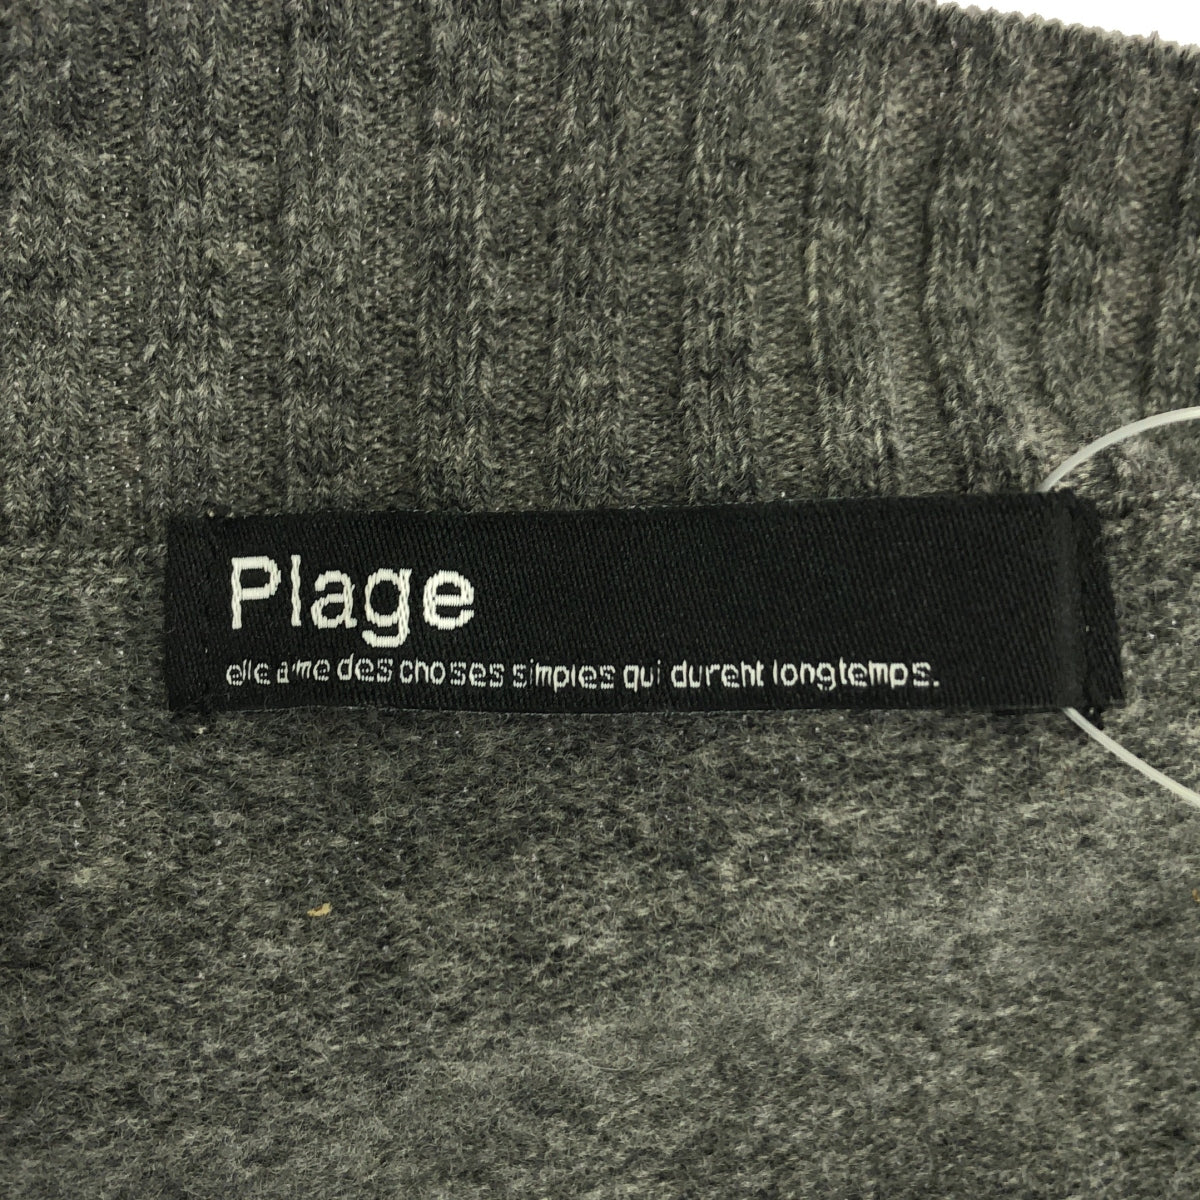 Plage
elle aime des choses simples qui durent longtemps.